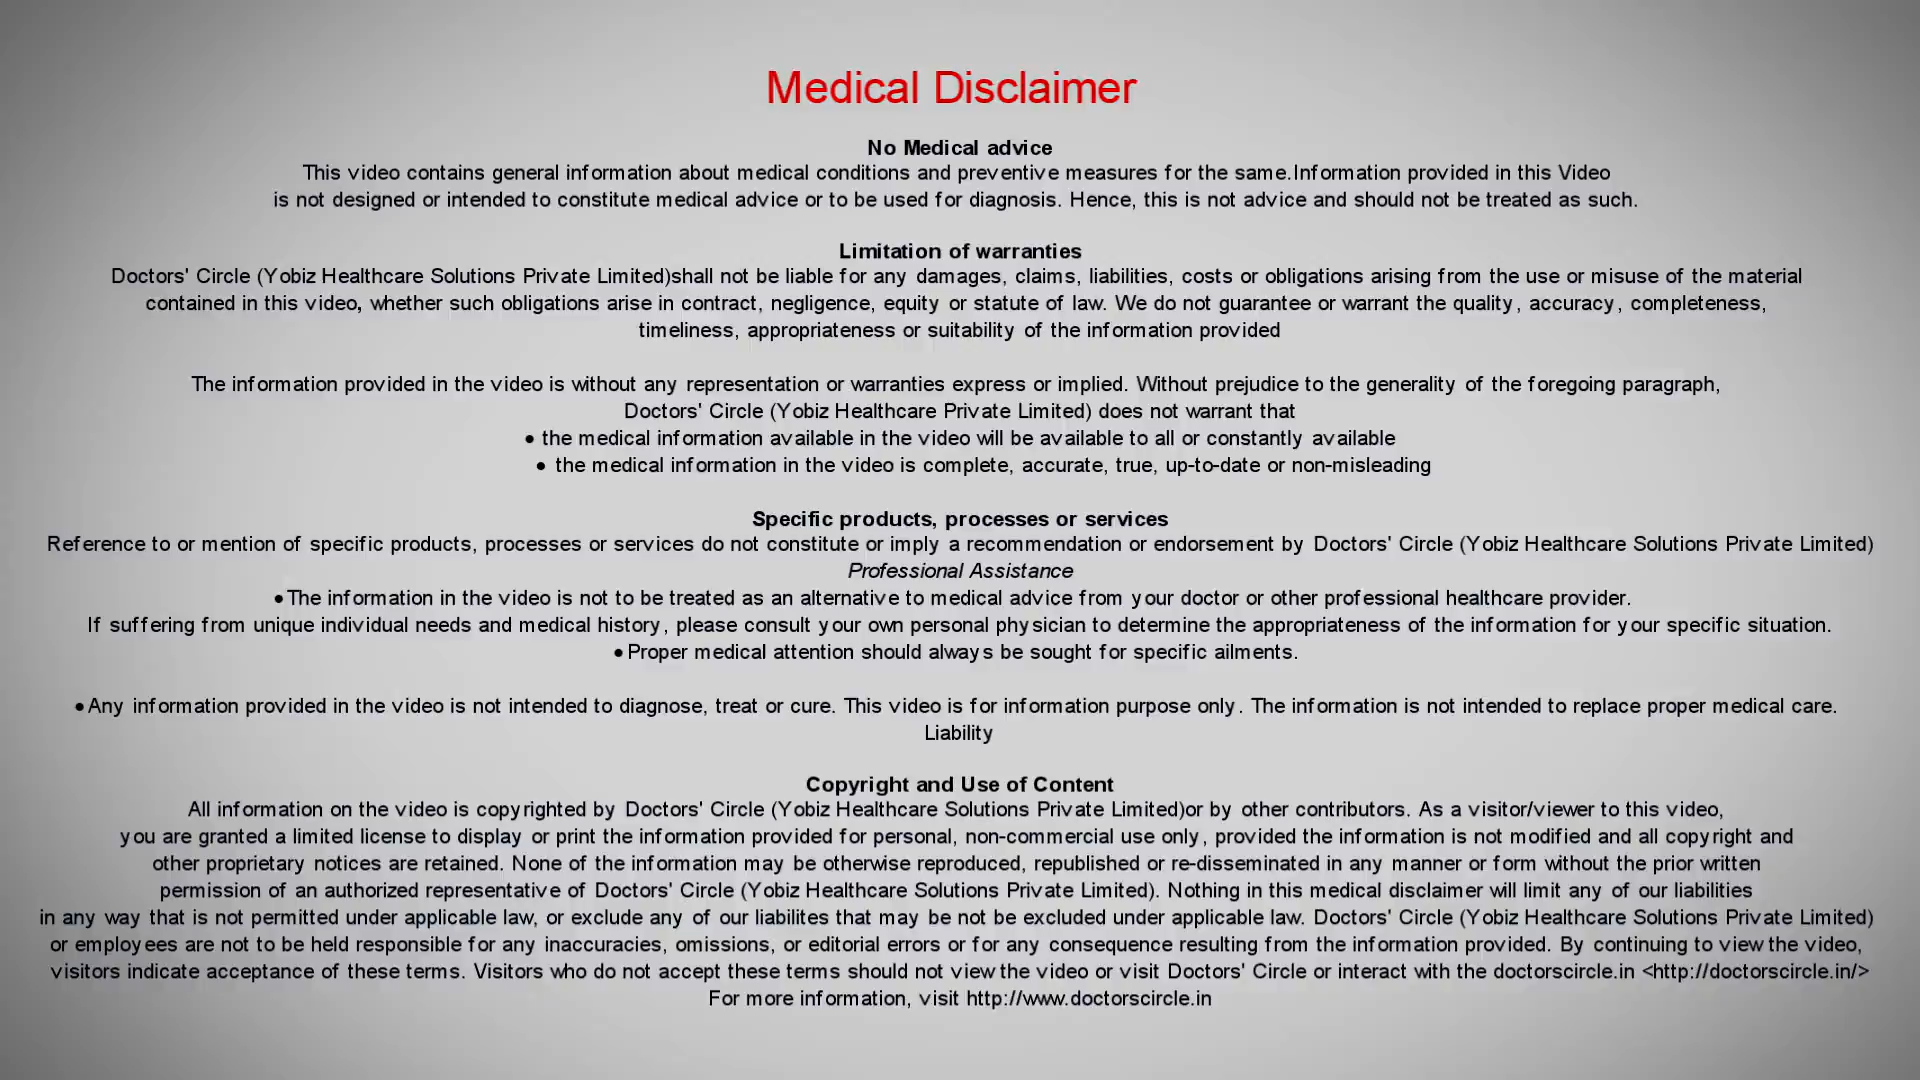 Medical Disclaimer
No Medical advice
This video contains general information about medical conditions and preventive measures for the same.Information provided in this Video
is not designed or intended to constitute medical advice or to be used for diagnosis. Hence, this is not advice and should not be treated as such.
Limitation of warranties
Doctors' Circle (Yobiz Healthcare Solutions Private Limited)shall not be liable for any damages, claims, liabilities, costs or obligations arising from the use or misuse of the material
contained in this video, whether such obligations arise in contract, negligence, equity or statute of law. We do not guarantee or warrant the quality, accuracy, completeness,
timeliness, appropriateness or suitability of the information provided
The information provided in the video is without any representation or warranties express or implied. Without prejudice to the generality of the foregoing paragraph,
Doctors' Circle (Yobiz Healthcare Private Limited) does not warrant that
• the medical information available in the video will be available to all or constantly available
• the medical information in the video is complete, accurate, true, up-to-date or non-misleading
Specific products, processes or services
Reference to or mention of specific products, processes or services do not constitute or imply a recommendation or endorsement by Doctors' Circle (Yobiz Healthcare Solutions Private Limited)
Professional Assistance
•The information in the video is not to be treated as an alternative to medical advice from your doctor or other professional healthcare provider.
If suffering from unique individual needs and medical history, please consult your own personal physician to determine the appropriateness of the information for your specific situation.
•Proper medical attention should always be sought for specific ailments.
•Any information provided in the video is not intended to diagnose, treat or cure. This video is for information purpose only. The information is not intended to replace proper medical care.
Liability
Copyright and Use of Content
All information on the video is copyrighted by Doctors' Circle (Yobiz Healthcare Solutions Private Limited)or by other contributors. As a visitor/viewer to this video,
you are granted a limited license to display or print the information provided for personal, non-commercial use only, provided the information is not modified and all copyright and
other proprietary notices are retained. None of the information may be otherwise reproduced, republished or re-disseminated in any manner or form without the prior written
permission of an authorized representative of Doctors' Circle (Yobiz Healthcare Solutions Private Limited). Nothing in this medical disclaimer will limit any of our liabilities
in any way that is not permitted under applicable law, or exclude any of our liabilites that may be not be excluded under applicable law. Doctors' Circle (Yobiz Healthcare Solutions Private Limited)
or employees are not to be held responsible for any inaccuracies, omissions, or editorial errors or for any consequence resulting from the information provided. By continuing to view the video,
visitors indicate acceptance of these terms. Visitors who do not accept these terms should not view the video or visit Doctors' Circle or interact with the doctorscircle.in <http://doctorscircle.in/>
For more information, visit http://www.doctorscircle.in